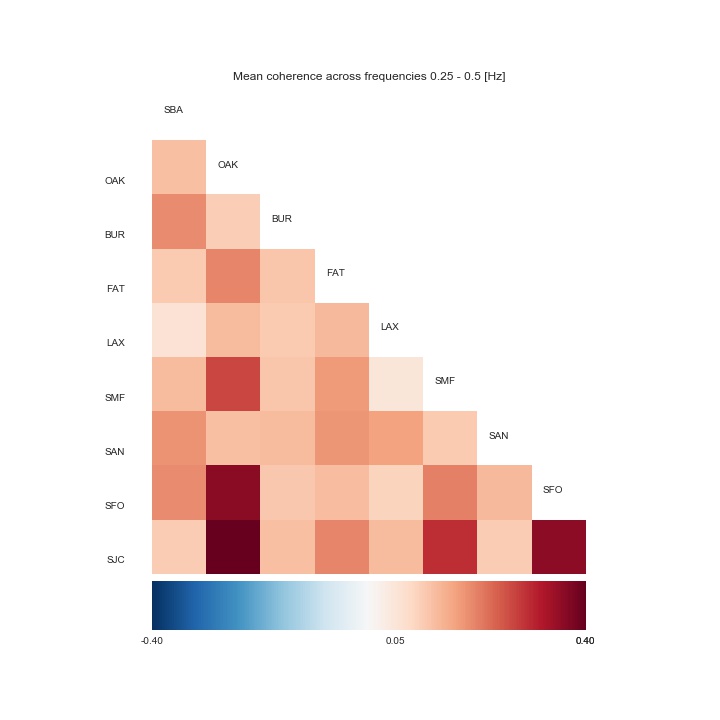 Mean coherence across frequencies 0.25 - 0.5 [Hz]
SBA
OAK
OAK
BUR
BUR
FAT
FAT
LAX
LAX
SMF
SMF
SAN
SAN
SFO
SFO
SJC
-0.40 0.05 0.40